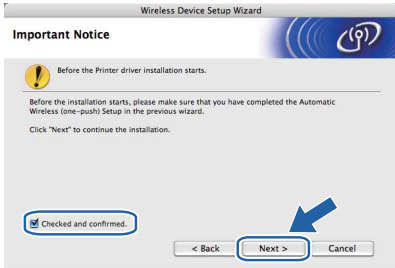 Wireless Device Setup Wizard
Important Notice
Before the Printer driver installation starts.
Before the installation starts, please make sure that you have completed the Automatic
Wireless (one-push) Setup in the previous wizard.
Click "Next" to continue the installation.
Checked and confirmed.
< Back
Next >
Cancel